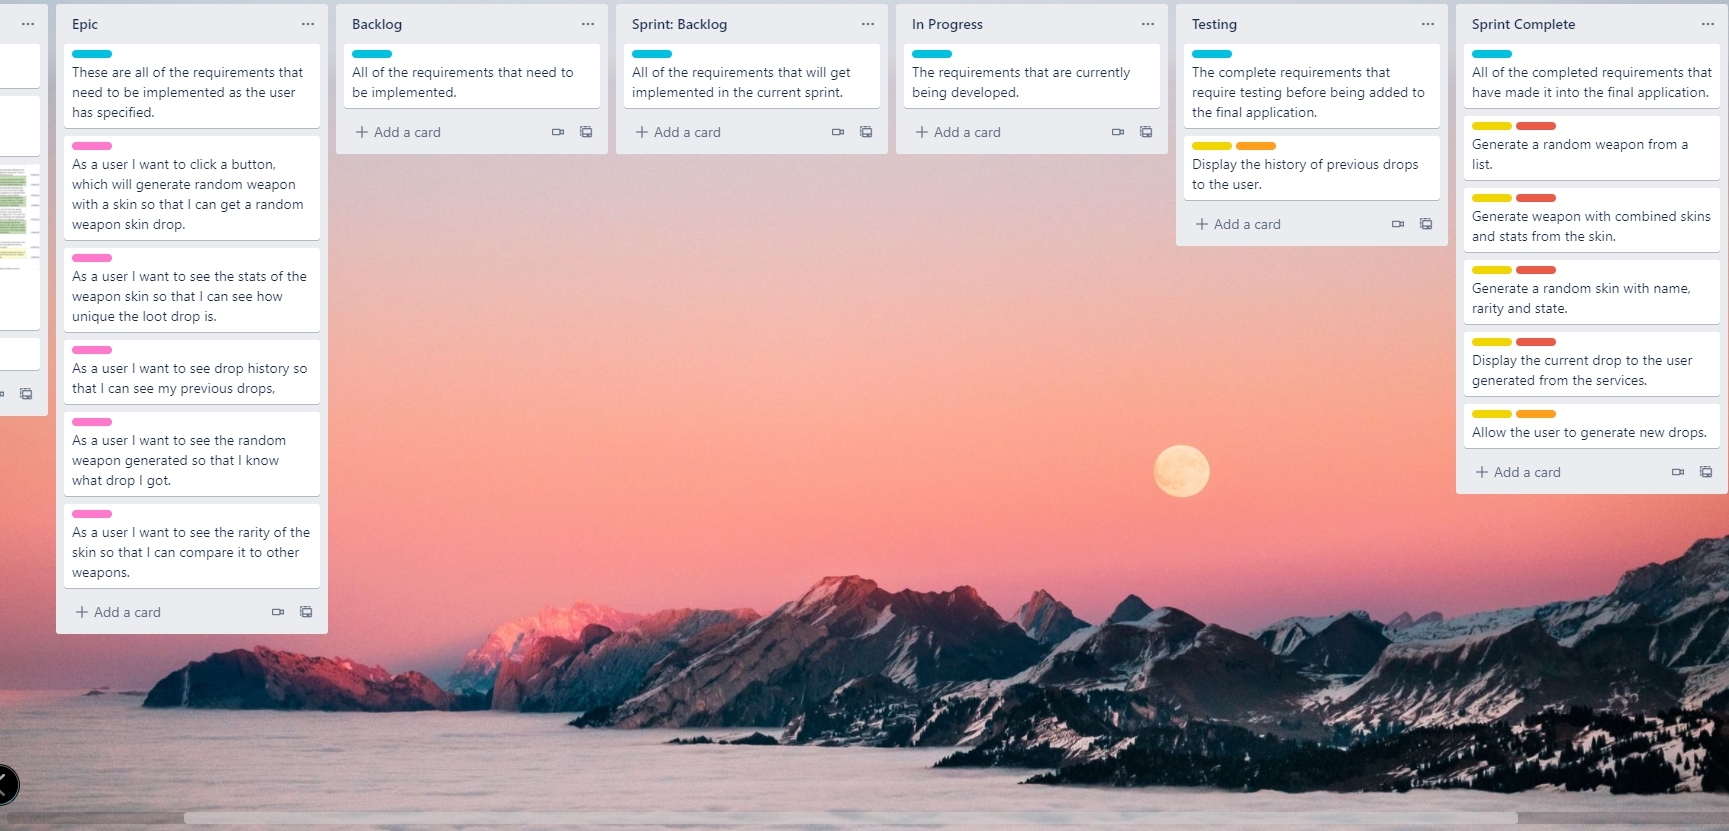 Epic
These are all of the requirements that
need to be implemented as the user
has specified.
As a user I want to click a button,
which will generate random weapon
with a skin so that I can get a random
weapon skin drop.
As a user I want to see the stats of the
weapon skin so that I can see how
unique the loot drop is.
As a user I want to see drop history so
that I can see my previous drops,
As a user I want to see the random
weapon generated so that I know
what drop I got.
As a user I want to see the rarity of the
skin so that I can compare it to other
weapons.
+ Add a card
Backlog
All of the requirements that need to
be implemented.
+ Add a card
Sprint: Backlog
All of the requirements that will get
implemented in the current sprint.
+ Add a card
In Progress
The requirements that are currently
being developed.
+ Add a card
Testing
The complete requirements that
require testing before being added to
the final application.
Display the history of previous drops
to the user.
+ Add a card
Sprint Complete
All of the completed requirements that
have made it into the final application.
Generate a random weapon from a
list.
Generate weapon with combined skins
and stats from the skin.
Generate a random skin with name,
rarity and state.
Display the current drop to the user
generated from the services.
Allow the user to generate new drops.
+ Add a card